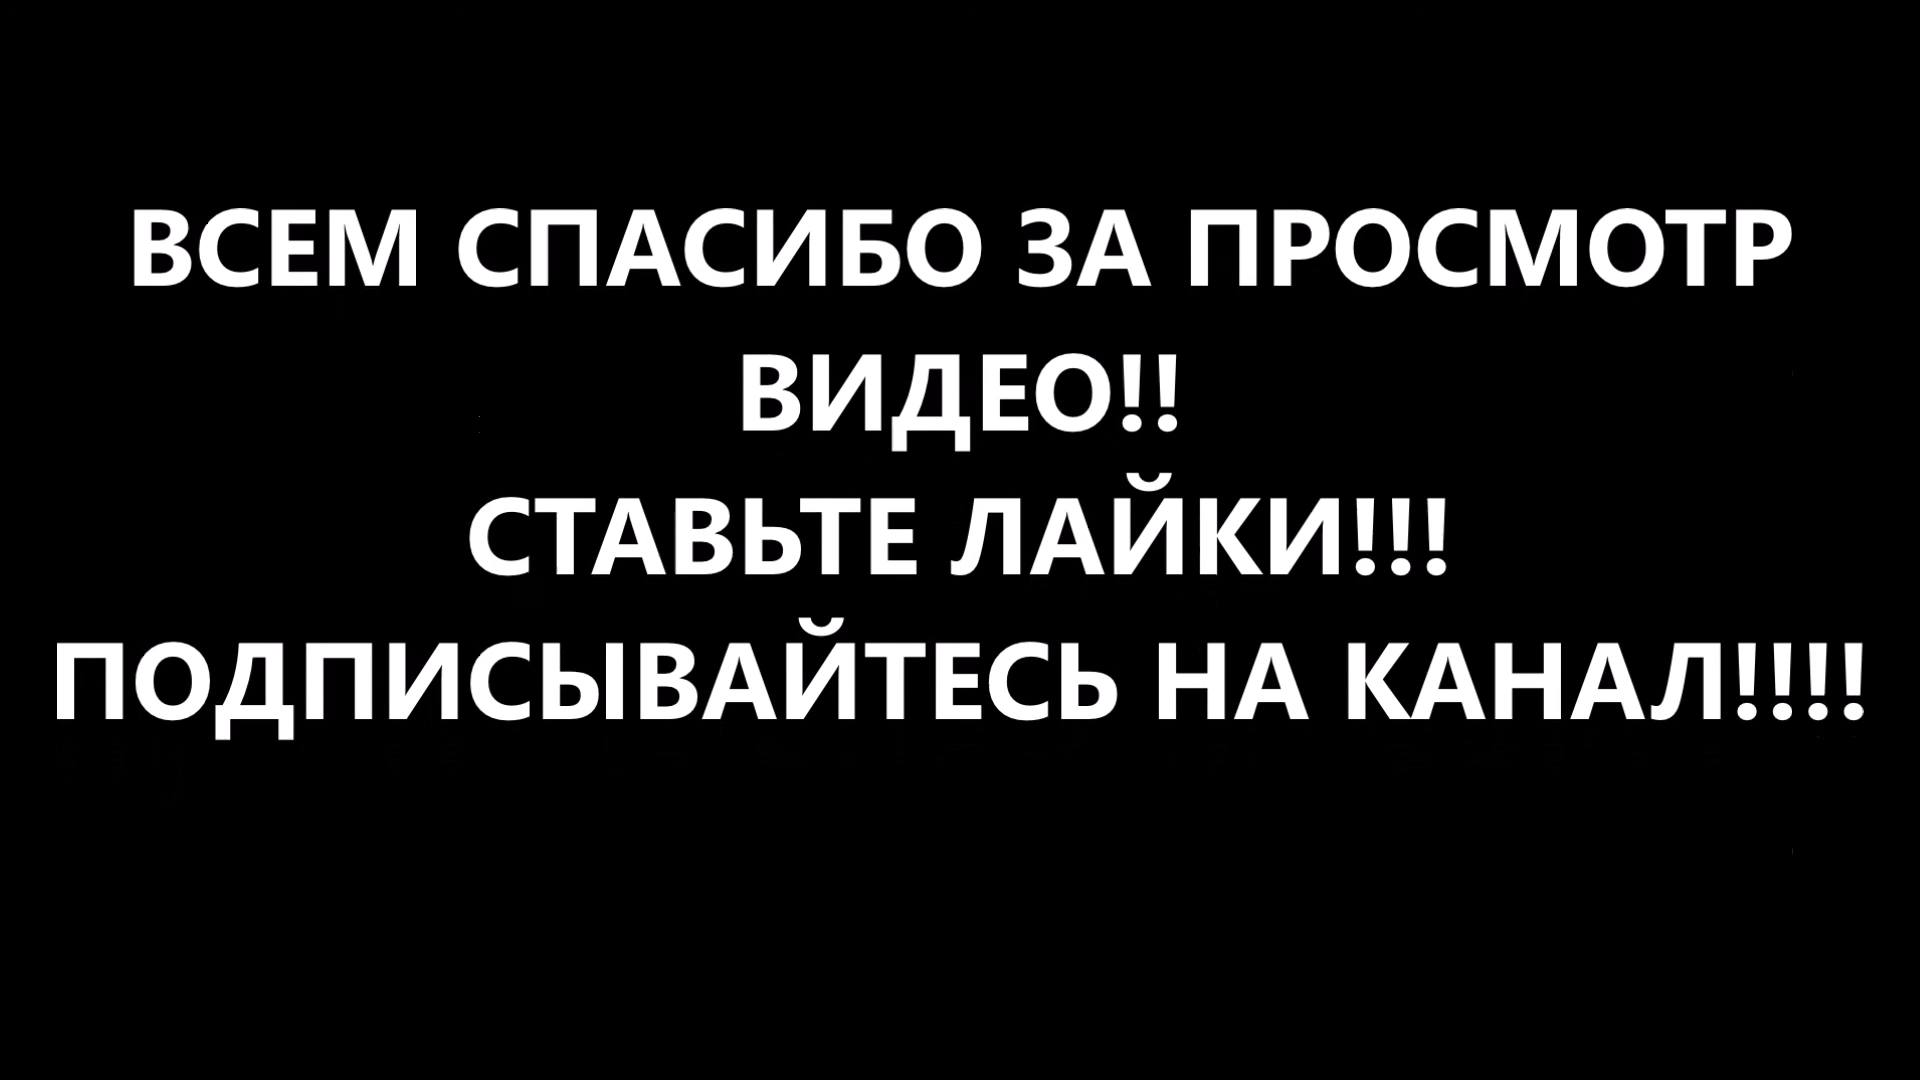 ВСЕМ СПАСИБО ЗА ПРОСМОТР
ВИДЕО!!
СТАВЬТЕ ЛАЙКИ!!!
ПОДПИСЫВАЙТЕСЬ НА КАНАЛ!!!!